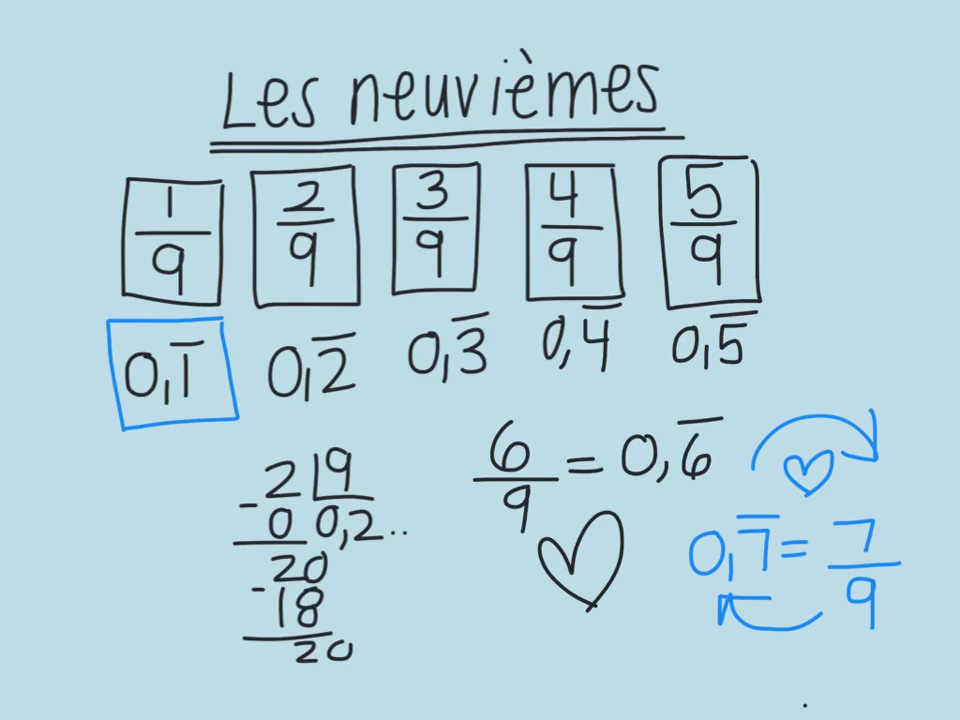 Les neuvièmes
1/9 2/9 3/9 4/9 5/9
0,1̅ 0,2̅ 0,3̅ 0,4̅ 0,5̅
6/9 = 0,6̅
2 | 9
- 0 0,2..
20
- 18
20
0,7̅ = 7/9